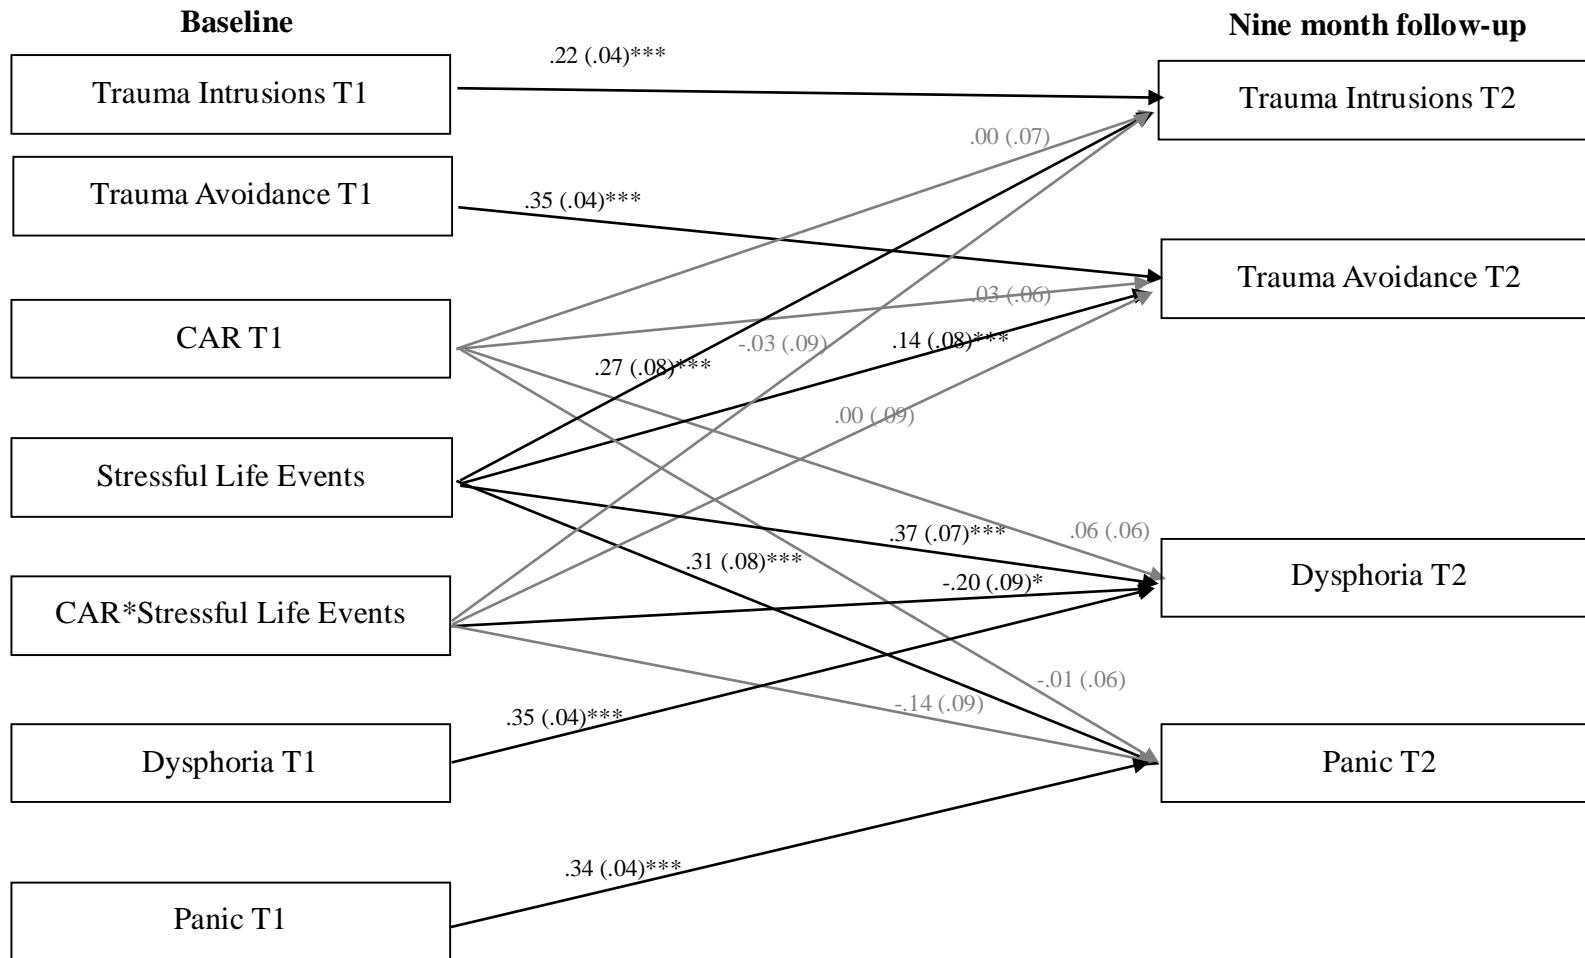 Baseline
Nine month follow-up
Trauma Intrusions T1
.22 (.04)***
Trauma Intrusions T2
.00 (.07)
Trauma Avoidance T1
.35 (.04)***
Trauma Avoidance T2
.03 (.06)
CAR T1
-.03 (.09)
.14 (.08)***
.27 (.08)***
.00 (.09)
Stressful Life Events
.37 (.07)***
.06 (.06)
.31 (.08)***
-.20 (.09)*
Dysphoria T2
CAR*Stressful Life Events
-.01 (.06)
-.14 (.09)
.35 (.04)***
Dysphoria T1
Panic T2
.34 (.04)***
Panic T1